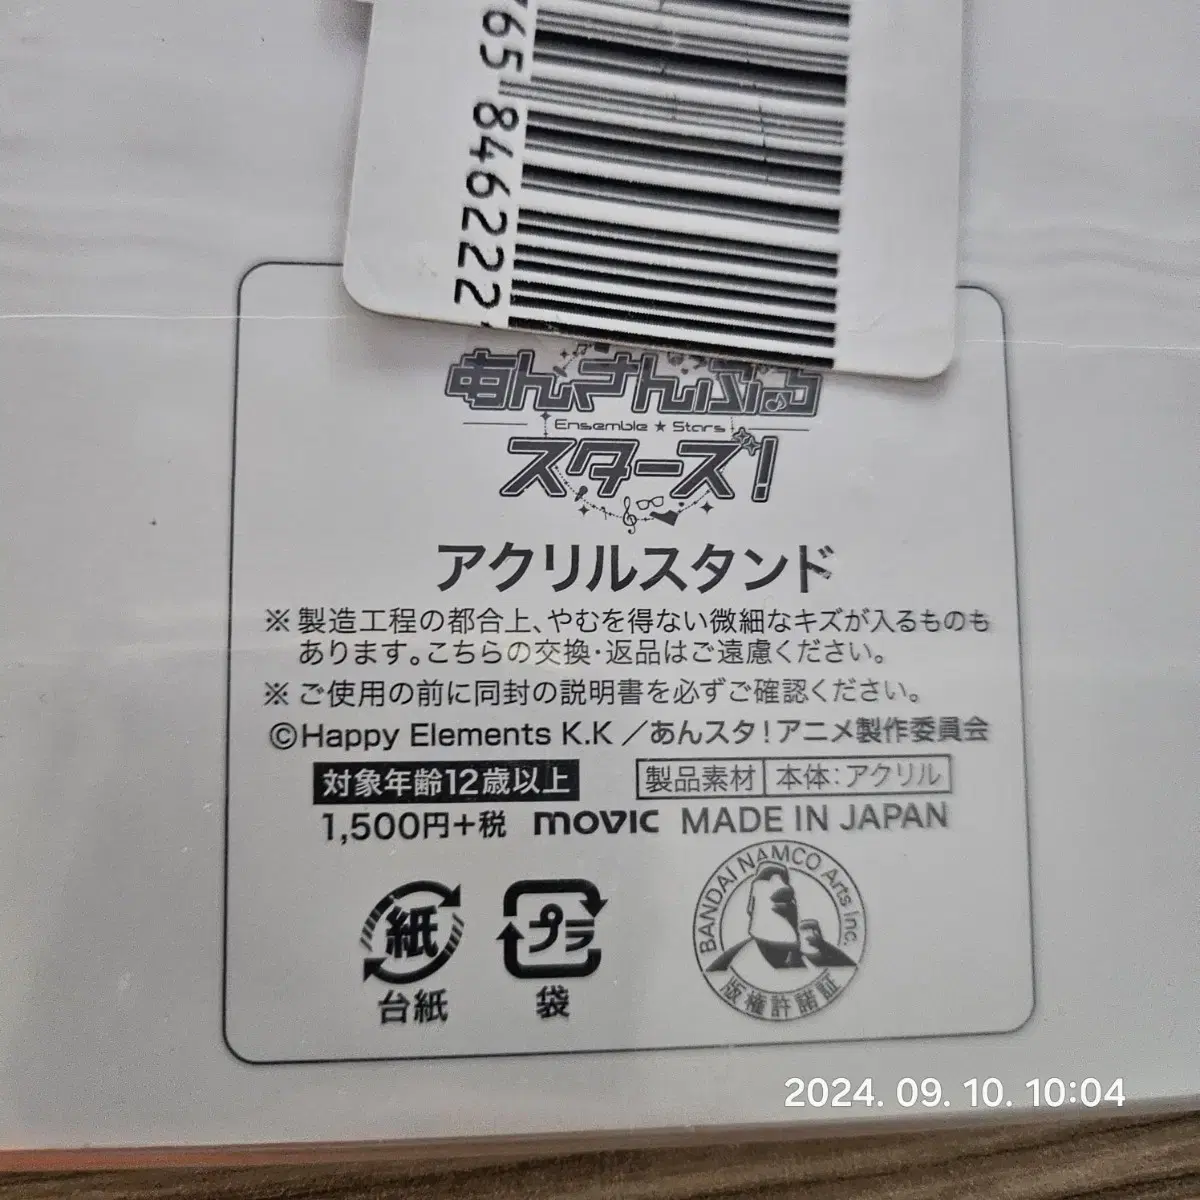 765 846222
あんさんぶる
Ensemble ★ Stars
スターズ!
アクリルスタンド
※製造工程の都合上、やむを得ない微細なキズが入るものも
あります。こちらの交換・返品はご遠慮ください。
※ご使用の前に同封の説明書を必ずご確認ください。
©Happy Elements K.K／あんスタ!アニメ製作委員会
対象年齢12歳以上 製品素材 本体:アクリル
1,500円+税 movic MADE IN JAPAN
紙 プラ BANDAI NAMCO Arts Inc.
台紙 袋 版権許諾証
2024. 09. 10. 10:04